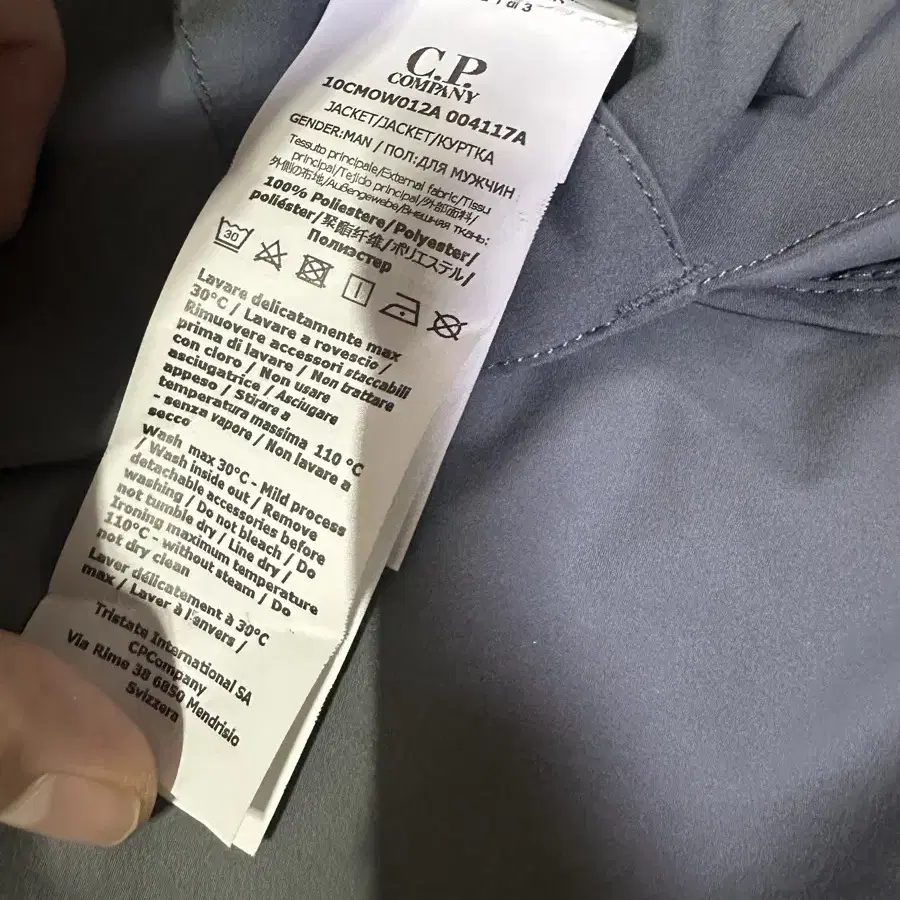 1 di 3
C.P.
COMPANY
10CMOW012A 004117A
JACKET/JACKET/КУРТКА
GENDER:MAN / ПОЛ:ДЛЯ МУЖЧИН
Tessuto principale/External fabric/Tissu
principal/Tejido principal/外部面料/
外側の布地/Außengewebe/Внешняя ткань:
100% Poliestere/Polyester/
poliéster/聚酯纤维/ポリエステル/
Полиэстер
30
Lavare delicatamente max
30°C / Lavare a rovescio /
Rimuovere accessori staccabili
prima di lavare / Non trattare
con cloro / Non usare
asciugatrice / Asciugare
appeso / Stirare a
temperatura massima 110 °C
- senza vapore / Non lavare a
secco
Wash max 30°C - Mild process
/ Wash inside out / Remove
detachable accessories before
washing / Do not bleach / Do
not tumble dry / Line dry /
Ironing maximum temperature
110°C - without steam / Do
not dry clean
Laver délicatement à 30°C
max / Laver à l'anvers /
Tristate International SA
CPCompany
Via Rime 38 6850 Mendrisio
Svizzera